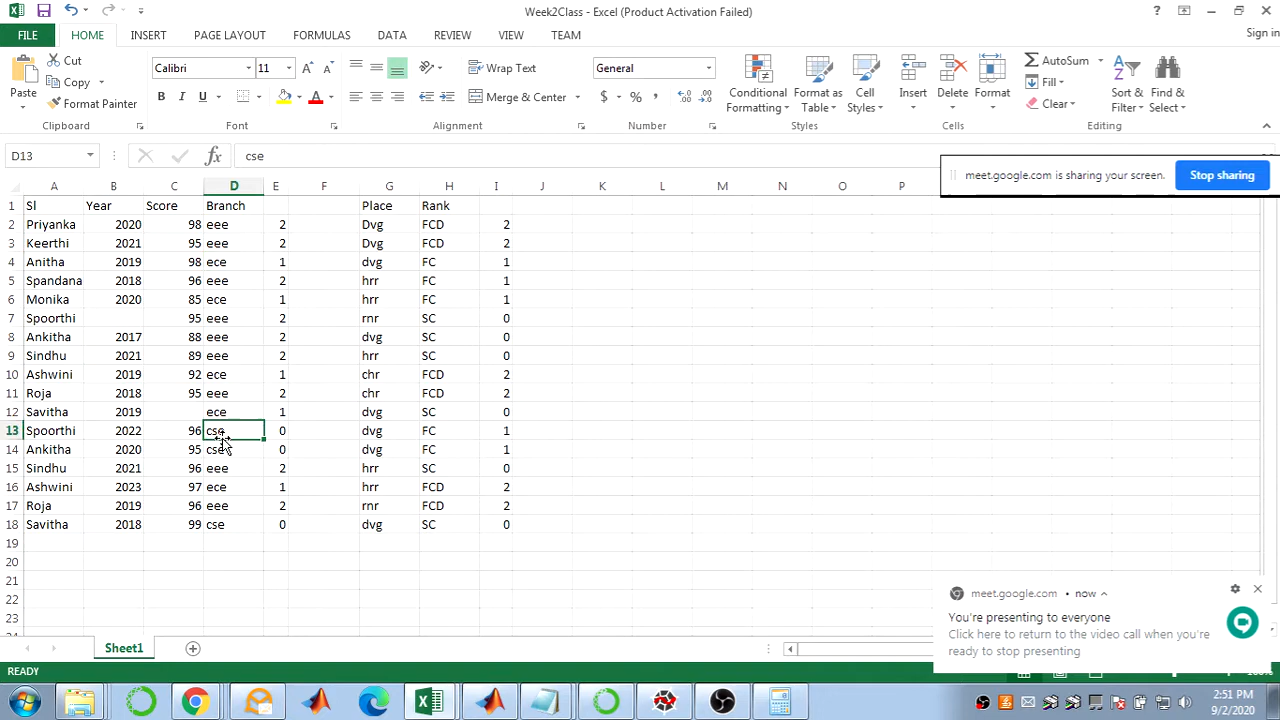 Week2Class - Excel (Product Activation Failed)
FILE HOME INSERT PAGE LAYOUT FORMULAS DATA REVIEW VIEW TEAM Sign in
Paste Cut Copy Format Painter Clipboard
Calibri 11 B I U A Font
Wrap Text Merge & Center Alignment
General $ % , Number
Conditional Formatting Format as Table Cell Styles Styles
Insert Delete Format Cells
AutoSum Fill Clear Sort & Filter Find & Select Editing
D13 fx cse
meet.google.com is sharing your screen. Stop sharing
A B C D E F G H I J K L M N O P
1 Sl Year Score Branch Place Rank
2 Priyanka 2020 98 eee 2 Dvg FCD 2
3 Keerthi 2021 95 eee 2 Dvg FCD 2
4 Anitha 2019 98 ece 1 dvg FC 1
5 Spandana 2018 96 eee 2 hrr FC 1
6 Monika 2020 85 ece 1 hrr FC 1
7 Spoorthi 95 eee 2 rnr SC 0
8 Ankitha 2017 88 eee 2 dvg SC 0
9 Sindhu 2021 89 eee 2 hrr SC 0
10 Ashwini 2019 92 ece 1 chr FCD 2
11 Roja 2018 95 eee 2 chr FCD 2
12 Savitha 2019 ece 1 dvg SC 0
13 Spoorthi 2022 96 cse 0 dvg FC 1
14 Ankitha 2020 95 cse 0 dvg FC 1
15 Sindhu 2021 96 eee 2 hrr SC 0
16 Ashwini 2023 97 ece 1 hrr FCD 2
17 Roja 2019 96 eee 2 rnr FCD 2
18 Savitha 2018 99 cse 0 dvg SC 0
19
20
21
22
23
meet.google.com • now
You're presenting to everyone
Click here to return to the video call when you're
ready to stop presenting
Sheet1
READY
2:51 PM
9/2/2020